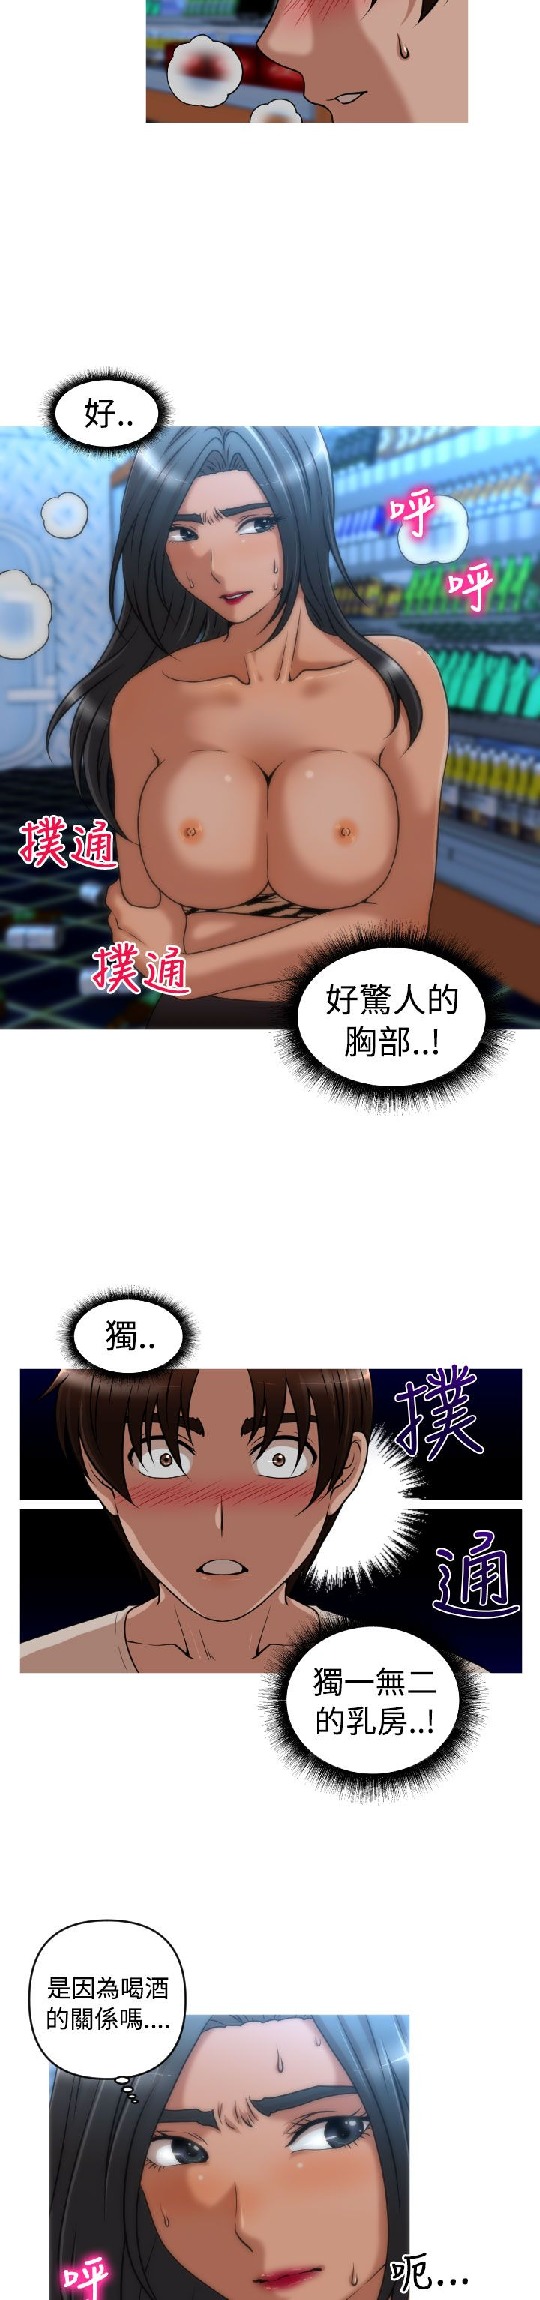 好..
呼
呼
撲通
撲通
好驚人的
胸部..!
獨..
撲
通
獨一無二
的乳房..!
是因為喝酒
的關係嗎....
呃...
呼